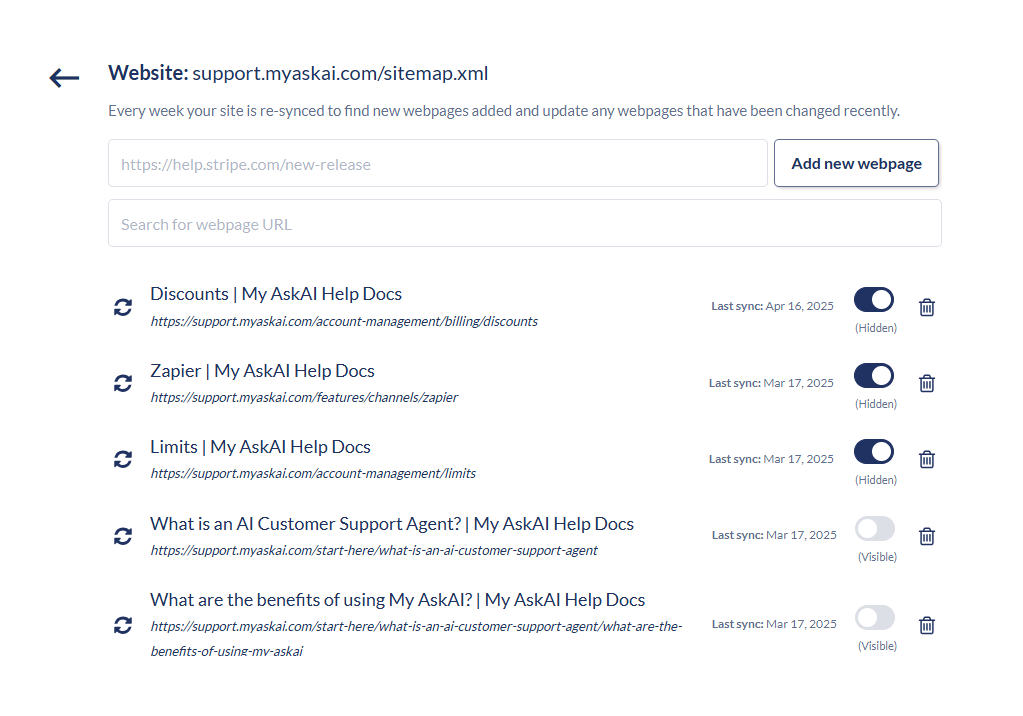 Website: support.myaskai.com/sitemap.xml
Every week your site is re-synced to find new webpages added and update any webpages that have been changed recently.
https://help.stripe.com/new-release
Add new webpage
Search for webpage URL
Discounts | My AskAI Help Docs
https://support.myaskai.com/account-management/billing/discounts
Last sync: Apr 16, 2025
(Hidden)
Zapier | My AskAI Help Docs
https://support.myaskai.com/features/channels/zapier
Last sync: Mar 17, 2025
(Hidden)
Limits | My AskAI Help Docs
https://support.myaskai.com/account-management/limits
Last sync: Mar 17, 2025
(Hidden)
What is an AI Customer Support Agent? | My AskAI Help Docs
https://support.myaskai.com/start-here/what-is-an-ai-customer-support-agent
Last sync: Mar 17, 2025
(Visible)
What are the benefits of using My AskAI? | My AskAI Help Docs
https://support.myaskai.com/start-here/what-is-an-ai-customer-support-agent/what-are-the-
benefits-of-using-my-askai
Last sync: Mar 17, 2025
(Visible)